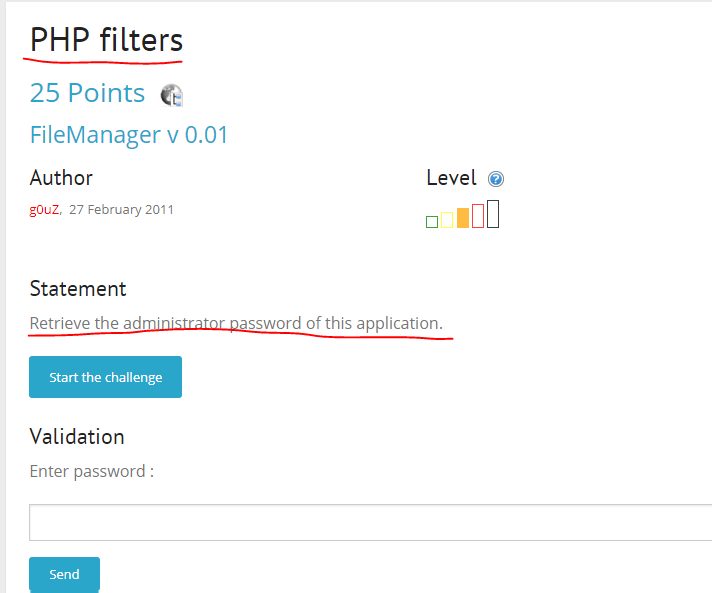 PHP filters
25 Points
FileManager v 0.01
Author
Level
g0uZ, 27 February 2011
Statement
Retrieve the administrator password of this application.
Start the challenge
Validation
Enter password :
Send